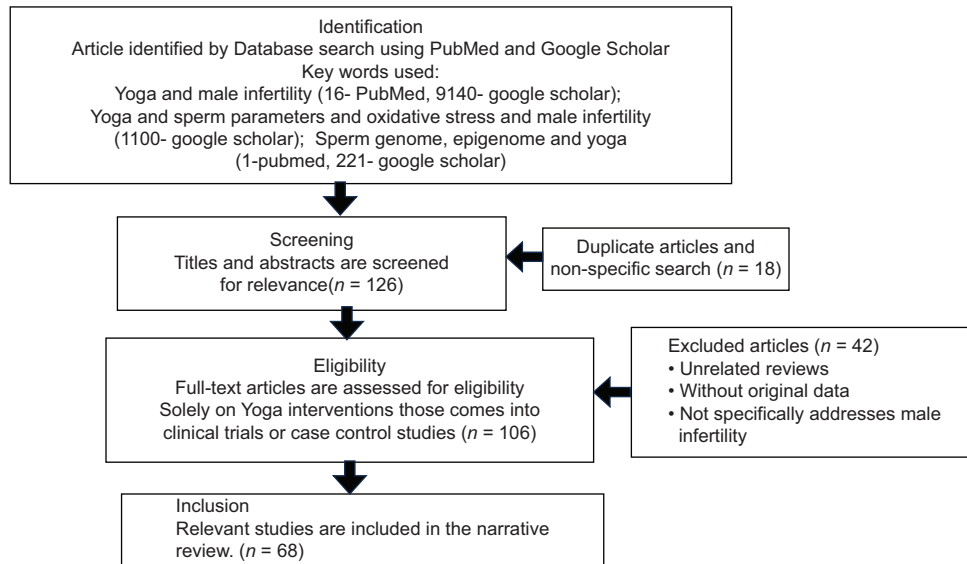 Identification
Article identified by Database search using PubMed and Google Scholar
Key words used:
Yoga and male infertility (16- PubMed, 9140- google scholar);
Yoga and sperm parameters and oxidative stress and male infertility
(1100- google scholar);  Sperm genome, epigenome and yoga
(1-pubmed, 221- google scholar)
Screening
Titles and abstracts are screened
for relevance(n = 126)
Duplicate articles and
non-specific search (n = 18)
Eligibility
Full-text articles are assessed for eligibility
Solely on Yoga interventions those comes into
clinical trials or case control studies (n = 106)
Excluded articles (n = 42)
• Unrelated reviews
• Without original data
• Not specifically addresses male
infertility
Inclusion
Relevant studies are included in the narrative
review. (n = 68)